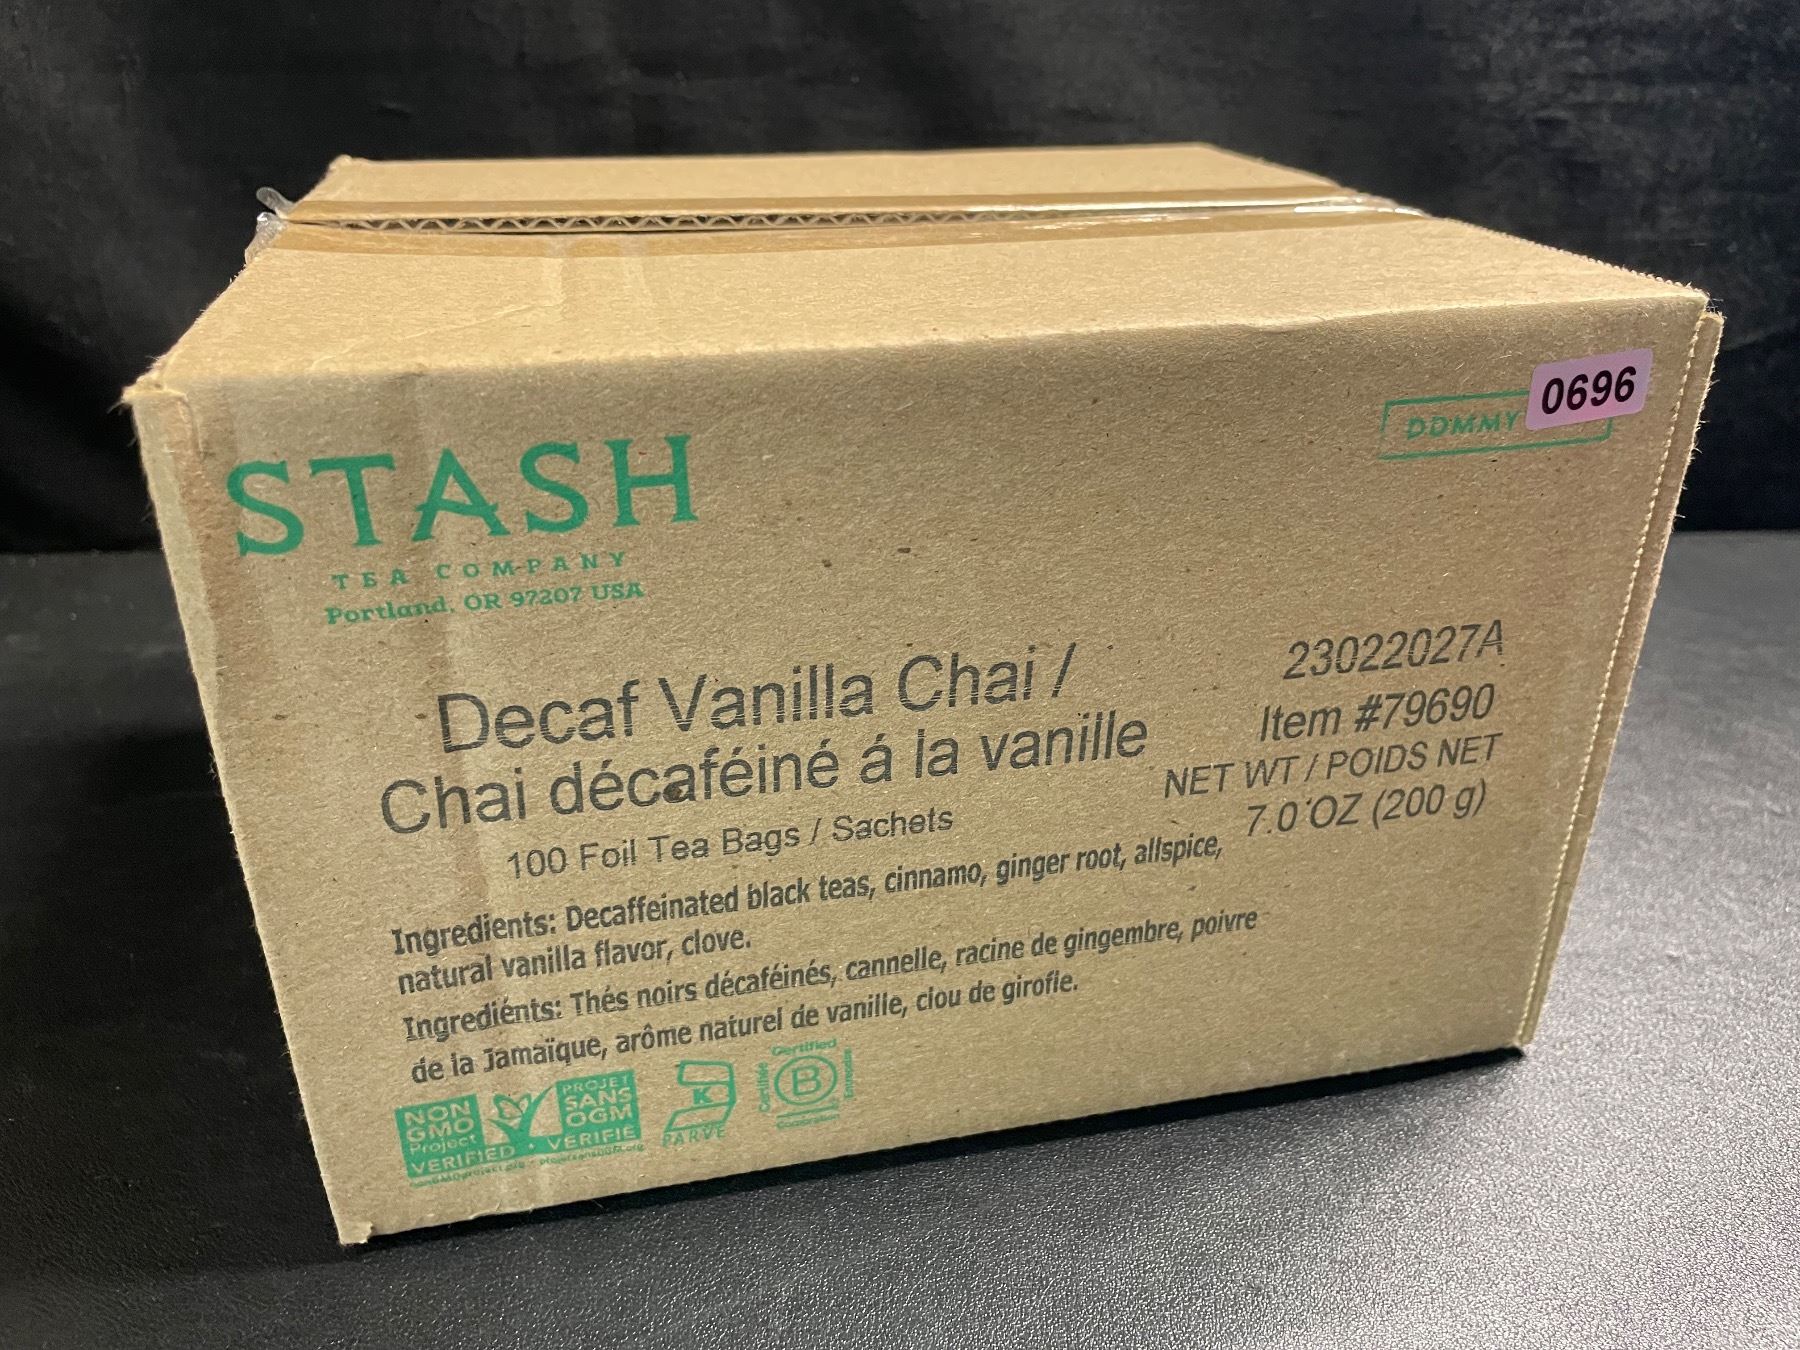 STASH
TEA COMPANY
Portland, OR 97207 USA
DDMMY
0696
Decaf Vanilla Chai /
Chai décaféiné á la vanille
100 Foil Tea Bags / Sachets
23022027A
Item #79690
NET WT / POIDS NET
7.0 OZ (200 g)
Ingredients: Decaffeinated black teas, cinnamo, ginger root, allspice,
natural vanilla flavor, clove.
Ingrediénts: Thés noirs décaféinés, cannelle, racine de gingembre, poivre
de la Jamaïque, arôme naturel de vanille, clou de girofle.
NON
GMO
Project
VERIFIED
PROJET
SANS
OGM
VÉRIFIÉ
K
PARVE
Certified
B
Corporation